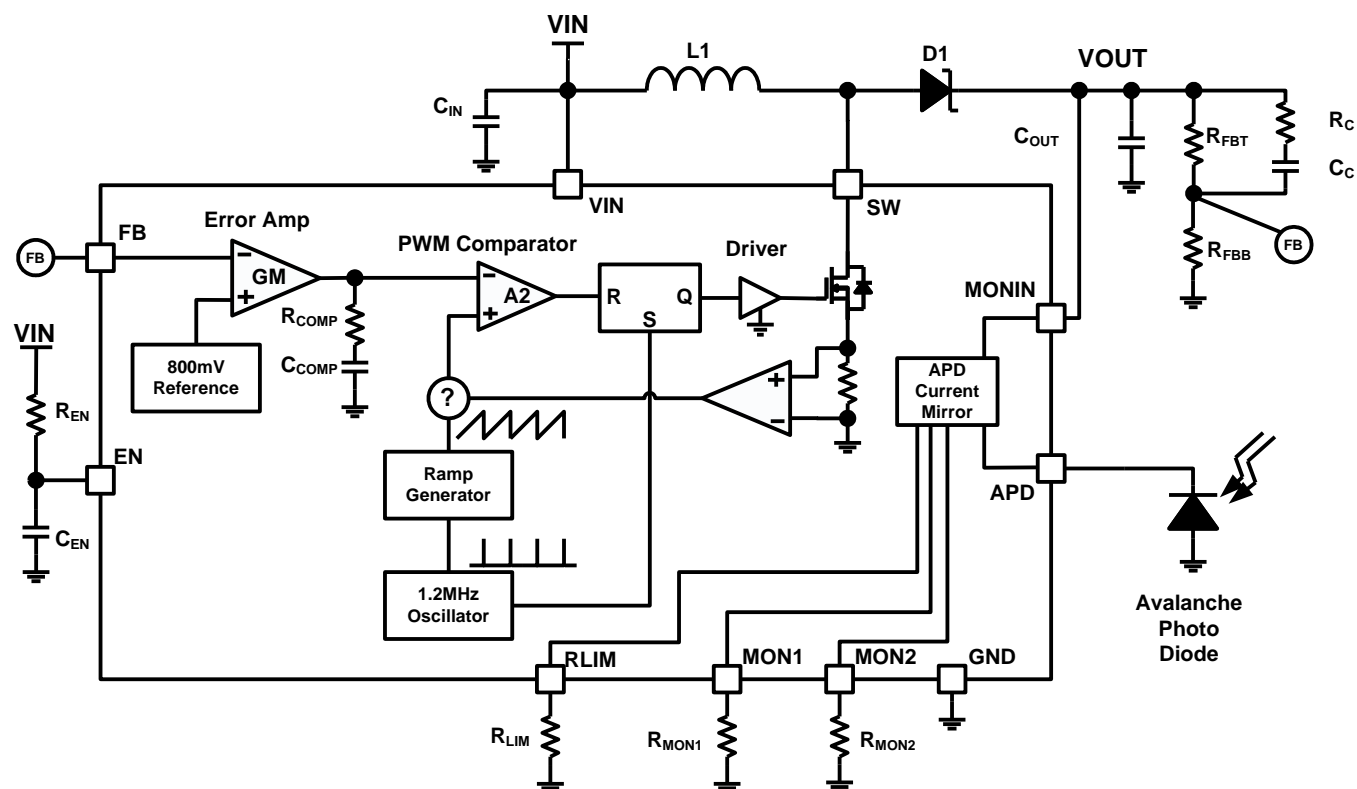 VIN
L1
D1
VOUT
CIN
COUT
RFBT
RC
CC
VIN
SW
FB
Error Amp
FB
PWM Comparator
Driver
RFBB
FB
−
GM
+
−
A2
+
R
Q
S
MONIN
RCOMP
VIN
800mV
Reference
CCOMP
APD
Current
Mirror
+
−
?
REN
EN
Ramp
Generator
APD
CEN
1.2MHz
Oscillator
Avalanche
Photo
Diode
RLIM
MON1
MON2
GND
RLIM
RMON1
RMON2